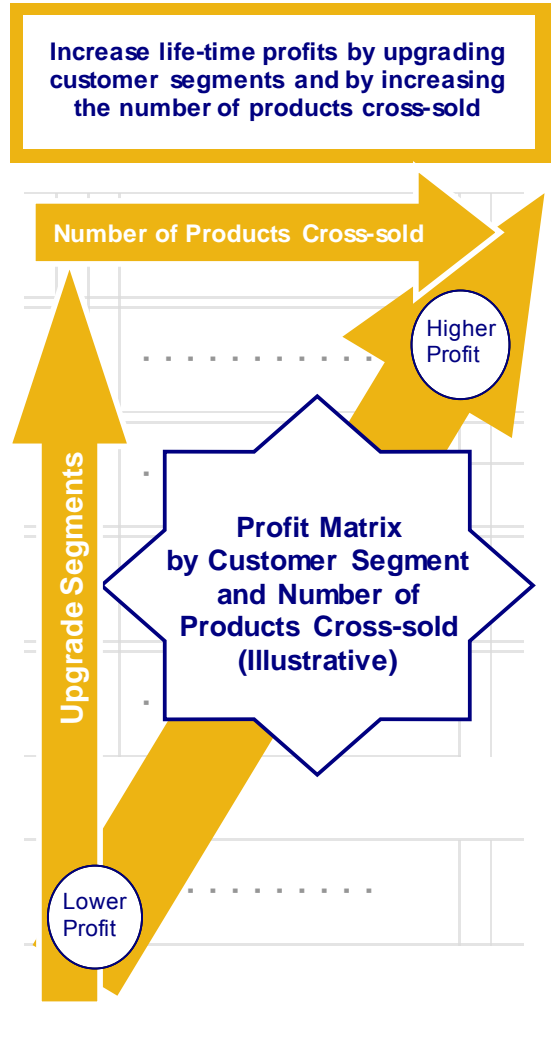 Increase life-time profits by upgrading
customer segments and by increasing
the number of products cross-sold
Number of Products Cross-sold
Higher
Profit
Upgrade Segments
Profit Matrix
by Customer Segment
and Number of
Products Cross-sold
(Illustrative)
Lower
Profit